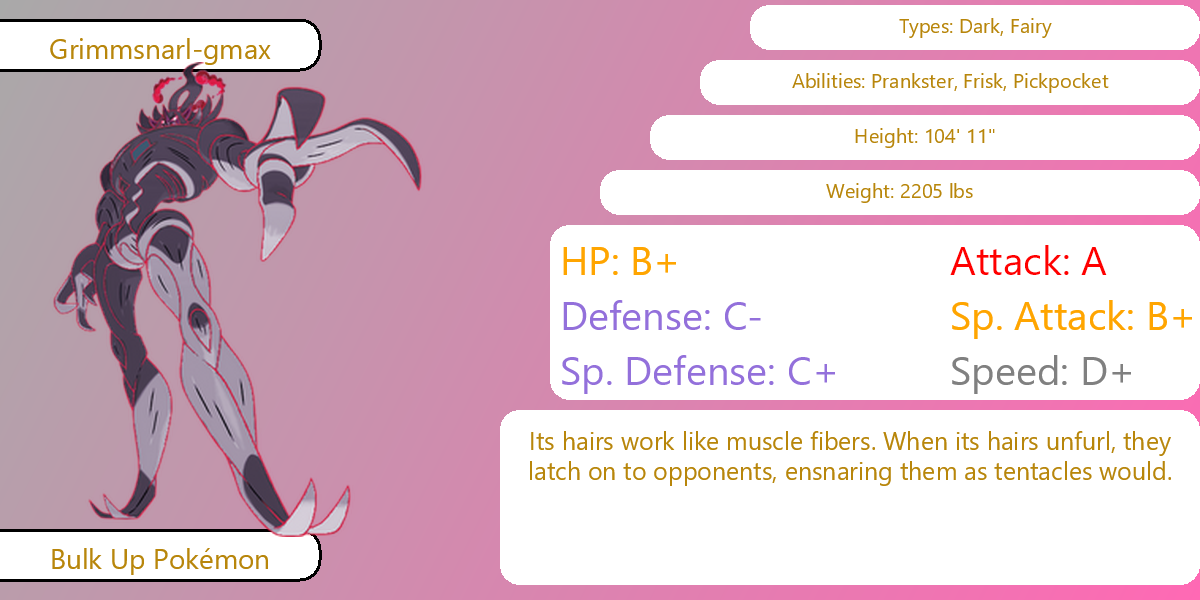 Grimmsnarl-gmax
Types: Dark, Fairy
Abilities: Prankster, Frisk, Pickpocket
Height: 104' 11"
Weight: 2205 lbs
HP: B+
Attack: A
Defense: C-
Sp. Attack: B+
Sp. Defense: C+
Speed: D+
Its hairs work like muscle fibers. When its hairs unfurl, they
latch on to opponents, ensnaring them as tentacles would.
Bulk Up Pokémon